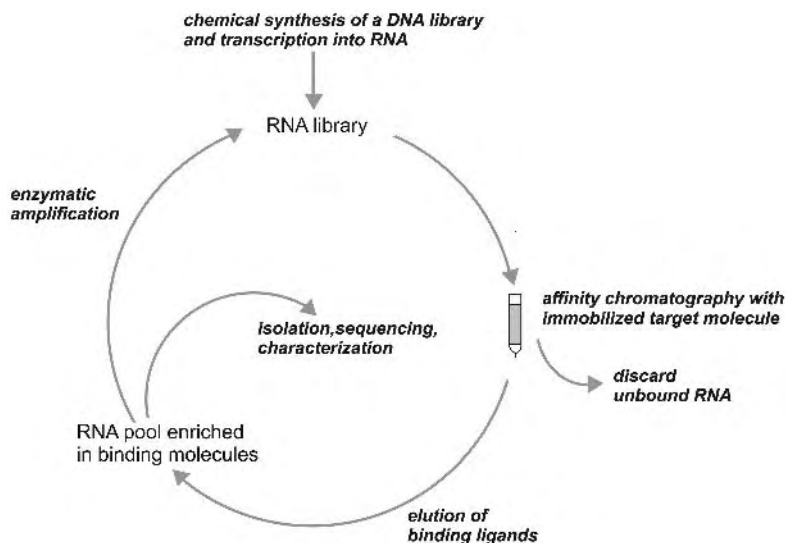 chemical synthesis of a DNA library
and transcription into RNA
RNA library
enzymatic
amplification
affinity chromatography with
immobilized target molecule
isolation,sequencing,
characterization
discard
unbound RNA
RNA pool enriched
in binding molecules
elution of
binding ligands